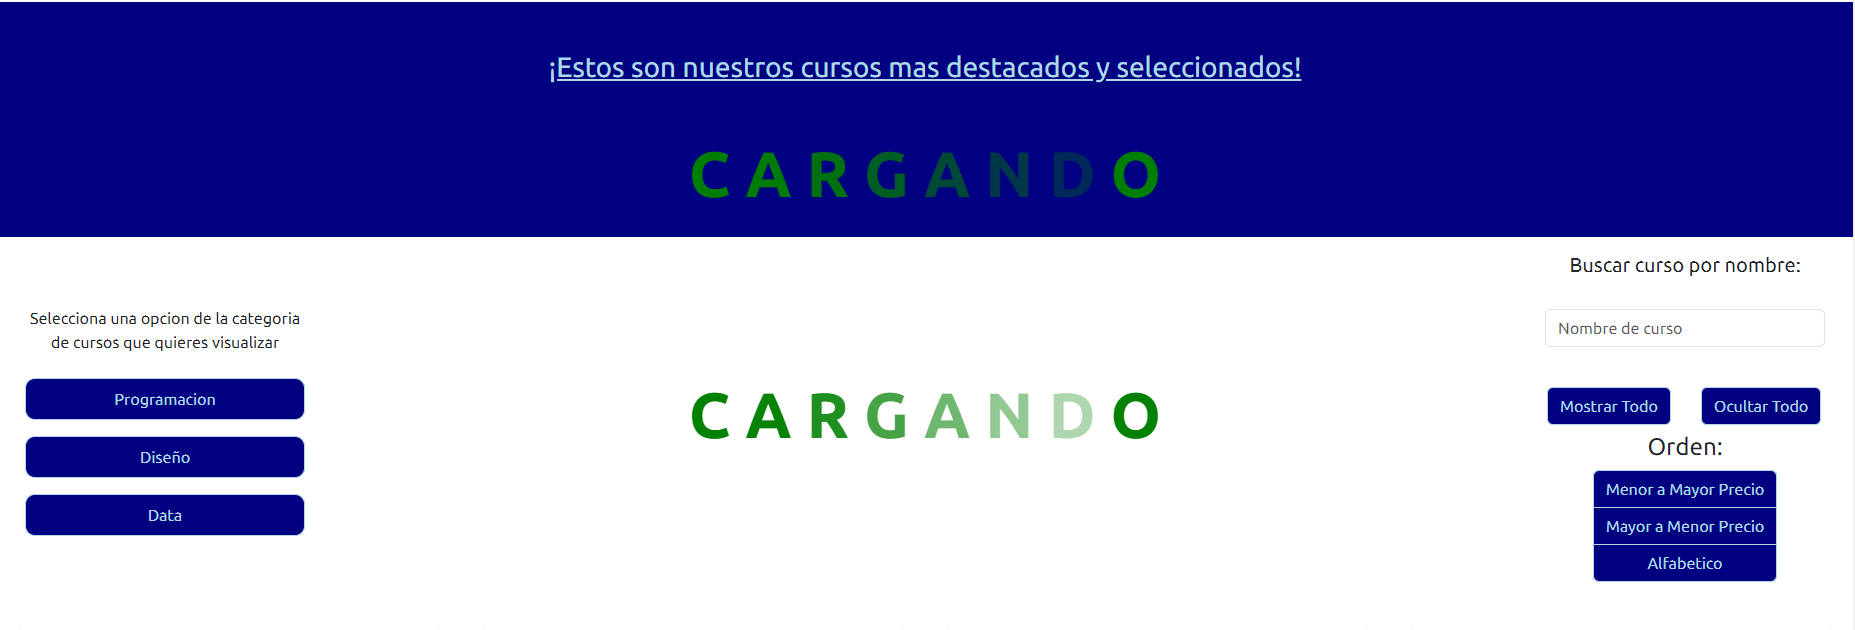 ¡Estos son nuestros cursos mas destacados y seleccionados!
CARGANDO
Selecciona una opcion de la categoria
de cursos que quieres visualizar
Programacion
Diseño
Data
CARGANDO
Buscar curso por nombre:
Nombre de curso
Mostrar Todo Ocultar Todo
Orden:
Menor a Mayor Precio
Mayor a Menor Precio
Alfabetico